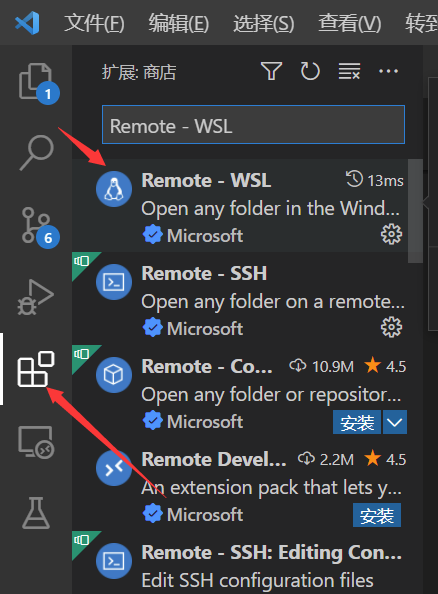 文件(F) 编辑(E) 选择(S) 查看(V) 转到
扩展: 商店
1
Remote - WSL
Remote - WSL 13ms
Open any folder in the Wind...
Microsoft
6
Remote - SSH
Open any folder on a remote...
Microsoft
Remote - Co... 10.9M 4.5
Open any folder or repositor...
Microsoft 安装
Remote Devel... 2.2M 4.5
An extension pack that lets y...
Microsoft 安装
Remote - SSH: Editing Con...
Edit SSH configuration files